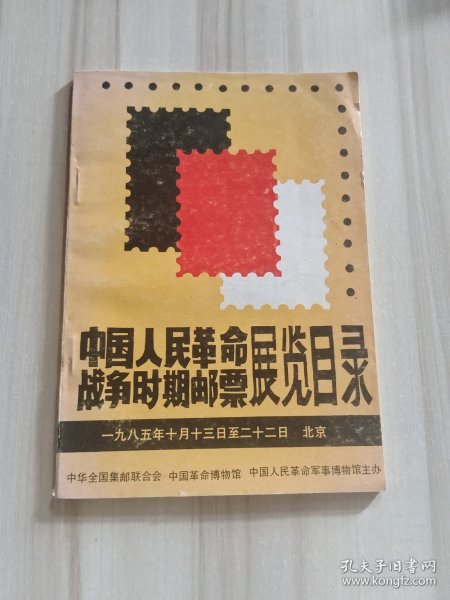 中国人民革命
战争时期邮票展览目录
一九八五年十月十三日至二十二日 北京
中华全国集邮联合会 中国革命博物馆 中国人民革命军事博物馆主办
孔夫子旧书网
www.kongfz.com